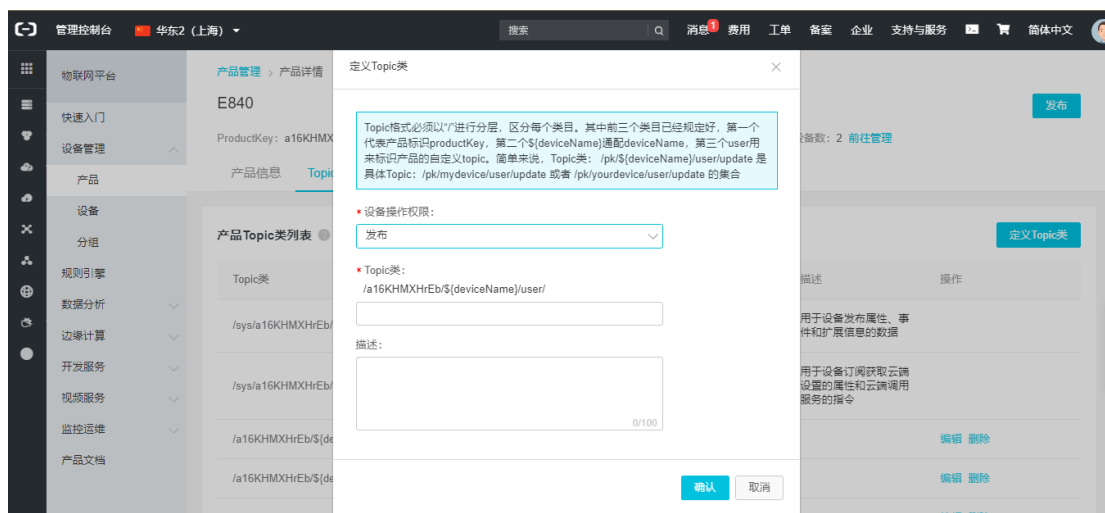 管理控制台 华东2（上海） 搜索 消息 1 费用 工单 备案 企业 支持与服务 简体中文
物联网平台
快速入门
设备管理
产品
设备
分组
规则引擎
数据分析
边缘计算
开发服务
视频服务
监控运维
产品文档
产品管理 > 产品详情
E840
发布
ProductKey: a16KHMX
设备数: 2 前往管理
产品信息 Topic
产品Topic类列表
定义Topic类
Topic类 描述 操作
/sys/a16KHMXHrEb/
用于设备发布属性、事
件和扩展信息的数据
/sys/a16KHMXHrEb/
用于设备订阅获取云端
设置的属性和云端调用
服务的指令
/a16KHMXHrEb/${de 编辑 删除
/a16KHMXHrEb/${de 编辑 删除
定义Topic类
Topic格式必须以“/”进行分层，区分每个类目。其中前三个类目已经规定好，第一个
代表产品标识productKey，第二个${deviceName}通配deviceName，第三个user用
来标识产品的自定义topic。简单来说，Topic类： /pk/${deviceName}/user/update 是
具体Topic：/pk/mydevice/user/update 或者 /pk/yourdevice/user/update 的集合
* 设备操作权限:
发布
* Topic类:
/a16KHMXHrEb/${deviceName}/user/
描述:
0/100
确认 取消